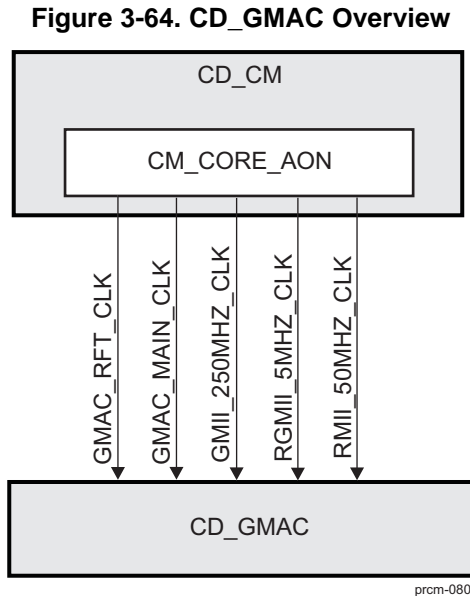 Figure 3-64. CD_GMAC Overview
CD_CM
CM_CORE_AON
GMAC_RFT_CLK
GMAC_MAIN_CLK
GMII_250MHZ_CLK
RGMII_5MHZ_CLK
RMII_50MHZ_CLK
CD_GMAC
prcm-080